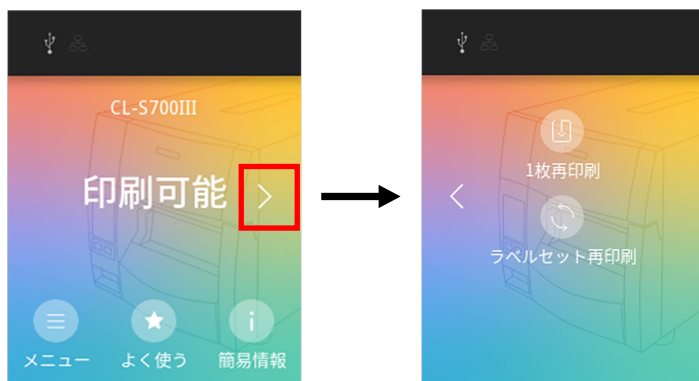 CL-S700III
印刷可能
メニュー
よく使う
簡易情報
1枚再印刷
ラベルセット再印刷